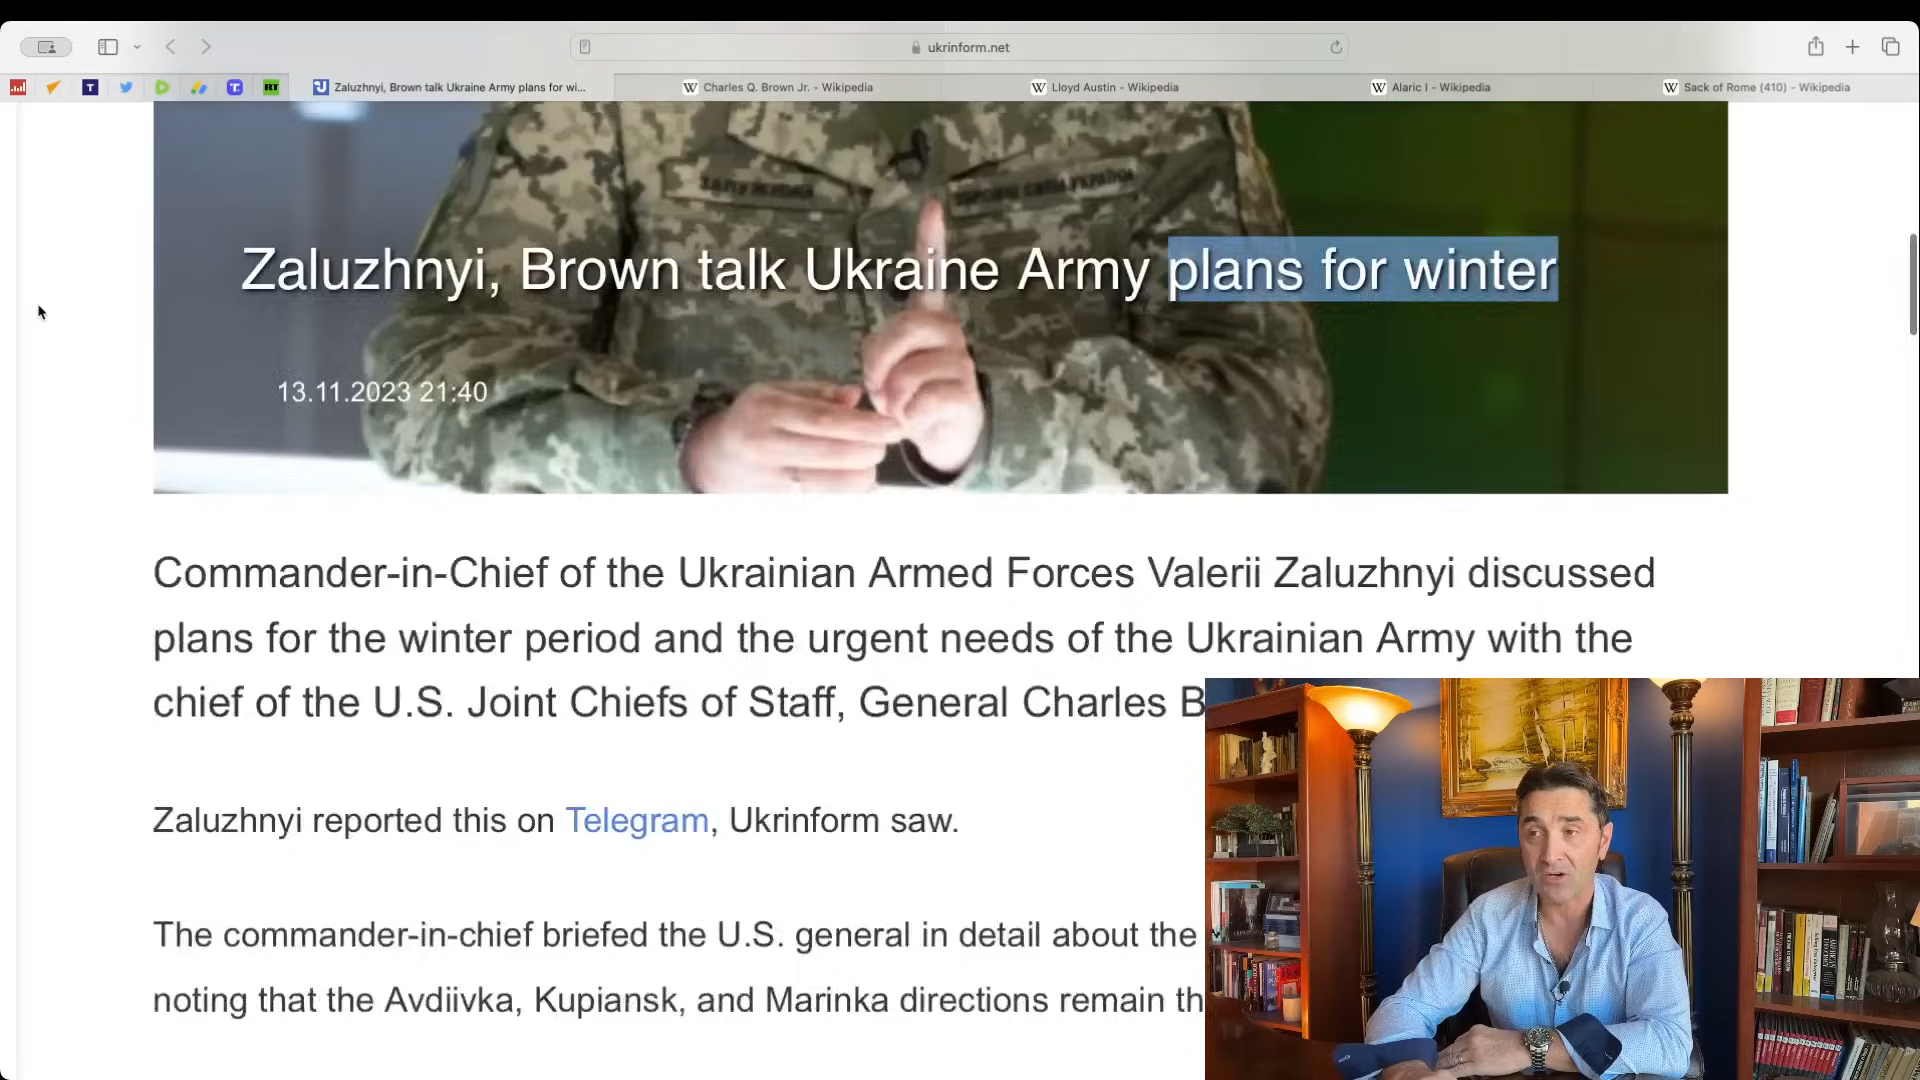 ukrinform.net
T
T
RT
Zaluzhnyi, Brown talk Ukraine Army plans for wi...
W Charles Q. Brown Jr. - Wikipedia
W Lloyd Austin - Wikipedia
W Alaric I - Wikipedia
W Sack of Rome (410) - Wikipedia
Zaluzhnyi, Brown talk Ukraine Army plans for winter
13.11.2023 21:40
Commander-in-Chief of the Ukrainian Armed Forces Valerii Zaluzhnyi discussed
plans for the winter period and the urgent needs of the Ukrainian Army with the
chief of the U.S. Joint Chiefs of Staff, General Charles B
Zaluzhnyi reported this on Telegram, Ukrinform saw.
The commander-in-chief briefed the U.S. general in detail about the
noting that the Avdiivka, Kupiansk, and Marinka directions remain th